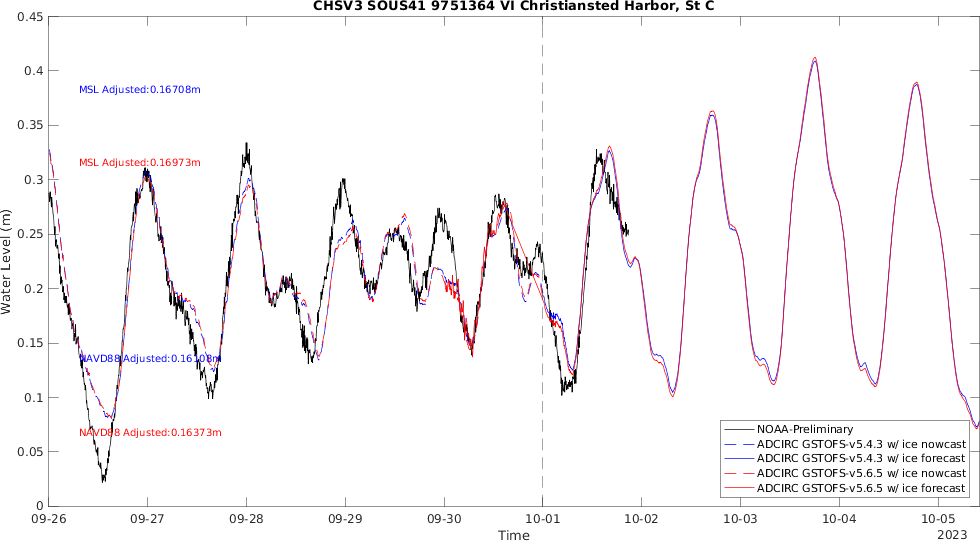 CHSV3 SOUS41 9751364 VI Christiansted Harbor, St C
0.45
0.4
0.35
0.3
0.25
0.2
0.15
0.1
0.05
0
Water Level (m)
MSL Adjusted:0.16708m
MSL Adjusted:0.16973m
NAVD88 Adjusted:0.16108m
NAVD88 Adjusted:0.16373m
NOAA-Preliminary
ADCIRC GSTOFS-v5.4.3 w/ ice nowcast
ADCIRC GSTOFS-v5.4.3 w/ ice forecast
ADCIRC GSTOFS-v5.6.5 w/ ice nowcast
ADCIRC GSTOFS-v5.6.5 w/ ice forecast
09-26 09-27 09-28 09-29 09-30 10-01 10-02 10-03 10-04 10-05
Time
2023